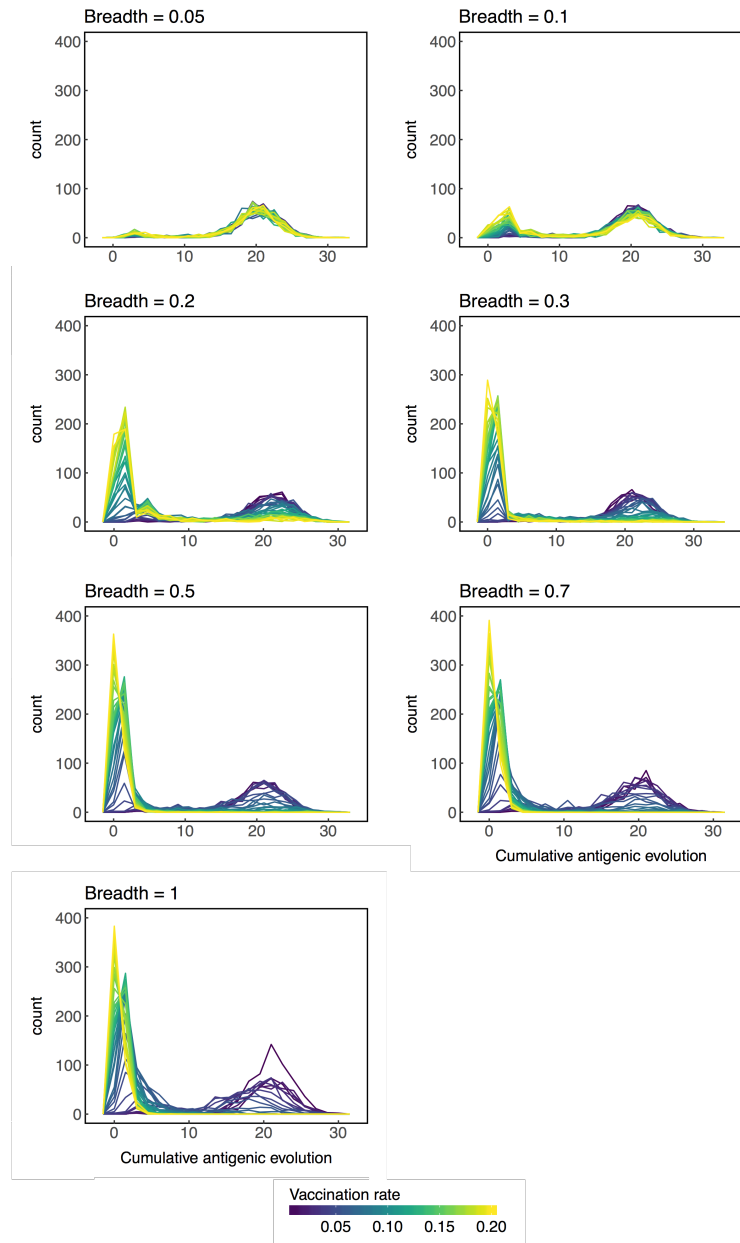 Breadth = 0.05
400
300
200
100
0
count
0 10 20 30
Breadth = 0.1
400
300
200
100
0
count
0 10 20 30
Breadth = 0.2
400
300
200
100
0
count
0 10 20 30
Breadth = 0.3
400
300
200
100
0
count
0 10 20 30
Breadth = 0.5
400
300
200
100
0
count
0 10 20 30
Breadth = 0.7
400
300
200
100
0
count
0 10 20 30
Cumulative antigenic evolution
Breadth = 1
400
300
200
100
0
count
0 10 20 30
Cumulative antigenic evolution
Vaccination rate
0.05 0.10 0.15 0.20